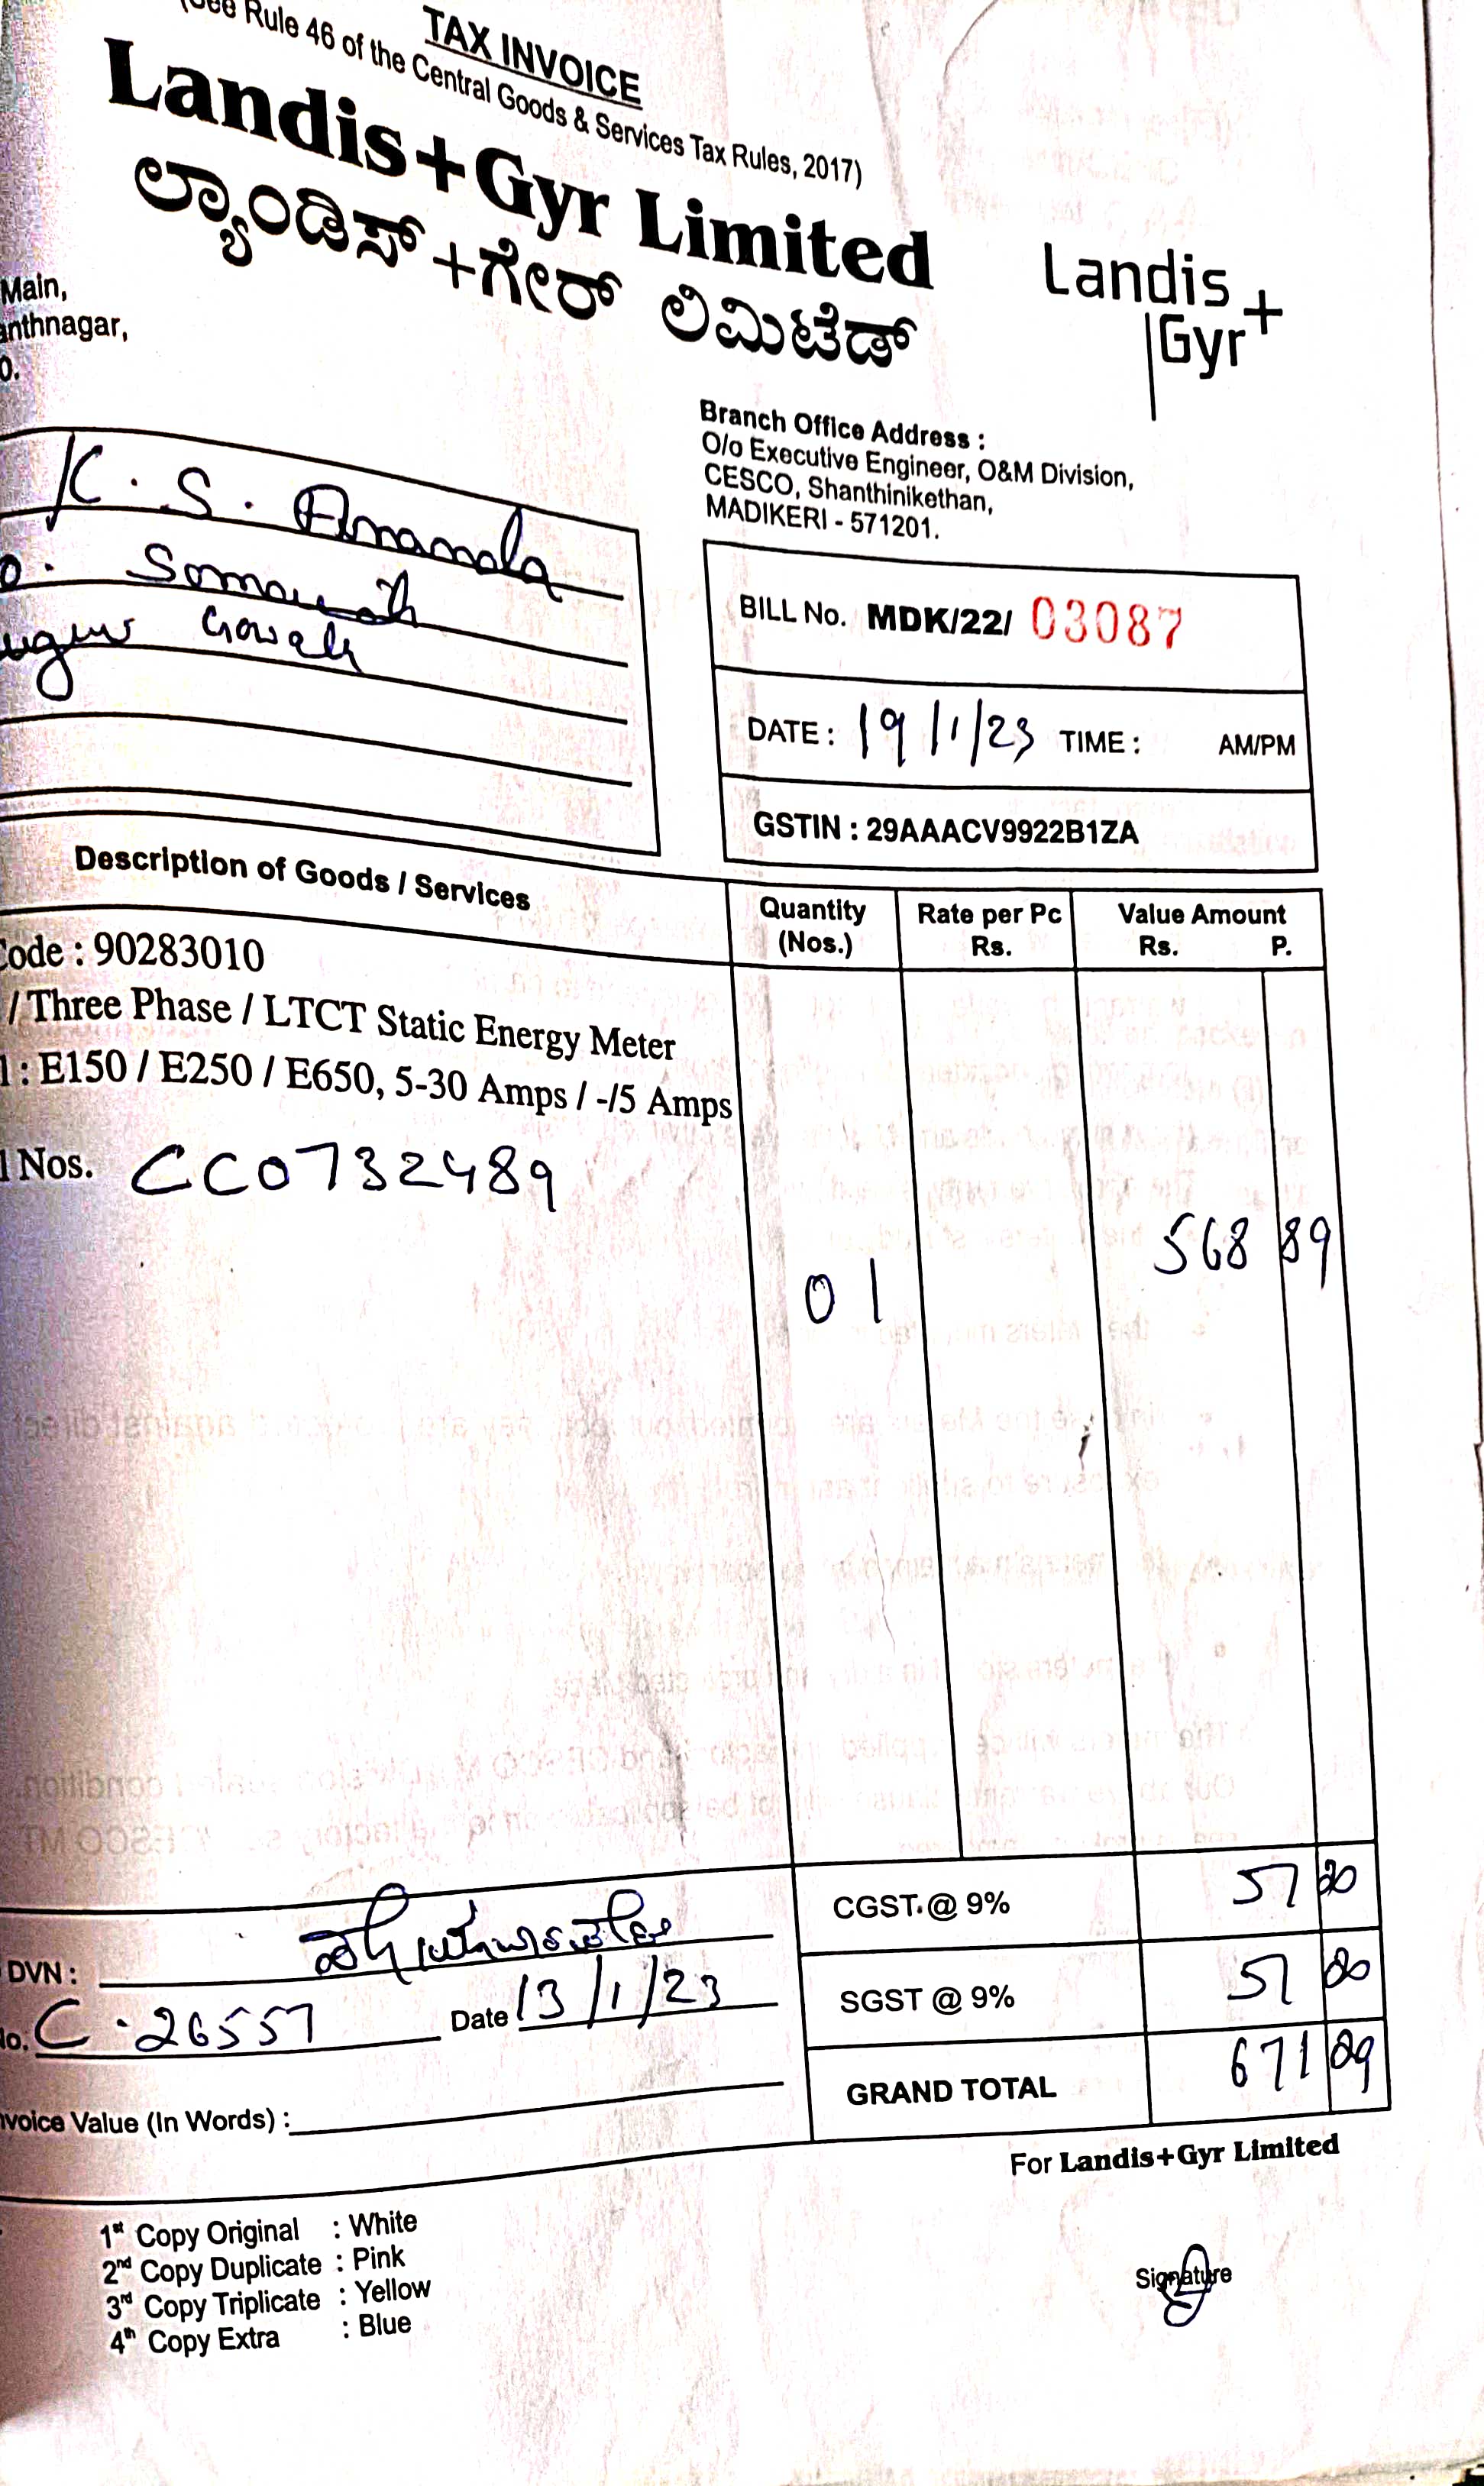 TAX INVOICE
(See Rule 46 of the Central Goods & Services Tax Rules, 2017)
Landis+Gyr Limited
ಲ್ಯಾಂಡಿಸ್+ಗೇರ್ ಲಿಮಿಟೆಡ್
Landis
Gyr+
Main,
anthnagar,
0.
Branch Office Address :
O/o Executive Engineer, O&M Division,
CESCO, Shanthinikethan,
MADIKERI - 571201.
K. S.
o. Somanath
BILL No. MDK/22/ 03087
DATE : 19/1/23 TIME : AM/PM
GSTIN : 29AAACV9922B1ZA
Description of Goods / Services
Quantity (Nos.)
Rate per Pc Rs.
Value Amount Rs. P.
Code : 90283010
/ Three Phase / LTCT Static Energy Meter
l : E150 / E250 / E650, 5-30 Amps / -/5 Amps
l Nos. CC0732489
01 568 89
CGST.@ 9% 51 20
SGST @ 9% 51 20
GRAND TOTAL 671 29
DVN :
No. C.26557 Date 13/1/23
nvoice Value (In Words) :
For Landis+Gyr Limited
1st Copy Original : White
2nd Copy Duplicate : Pink
3rd Copy Triplicate : Yellow
4th Copy Extra : Blue
Signature